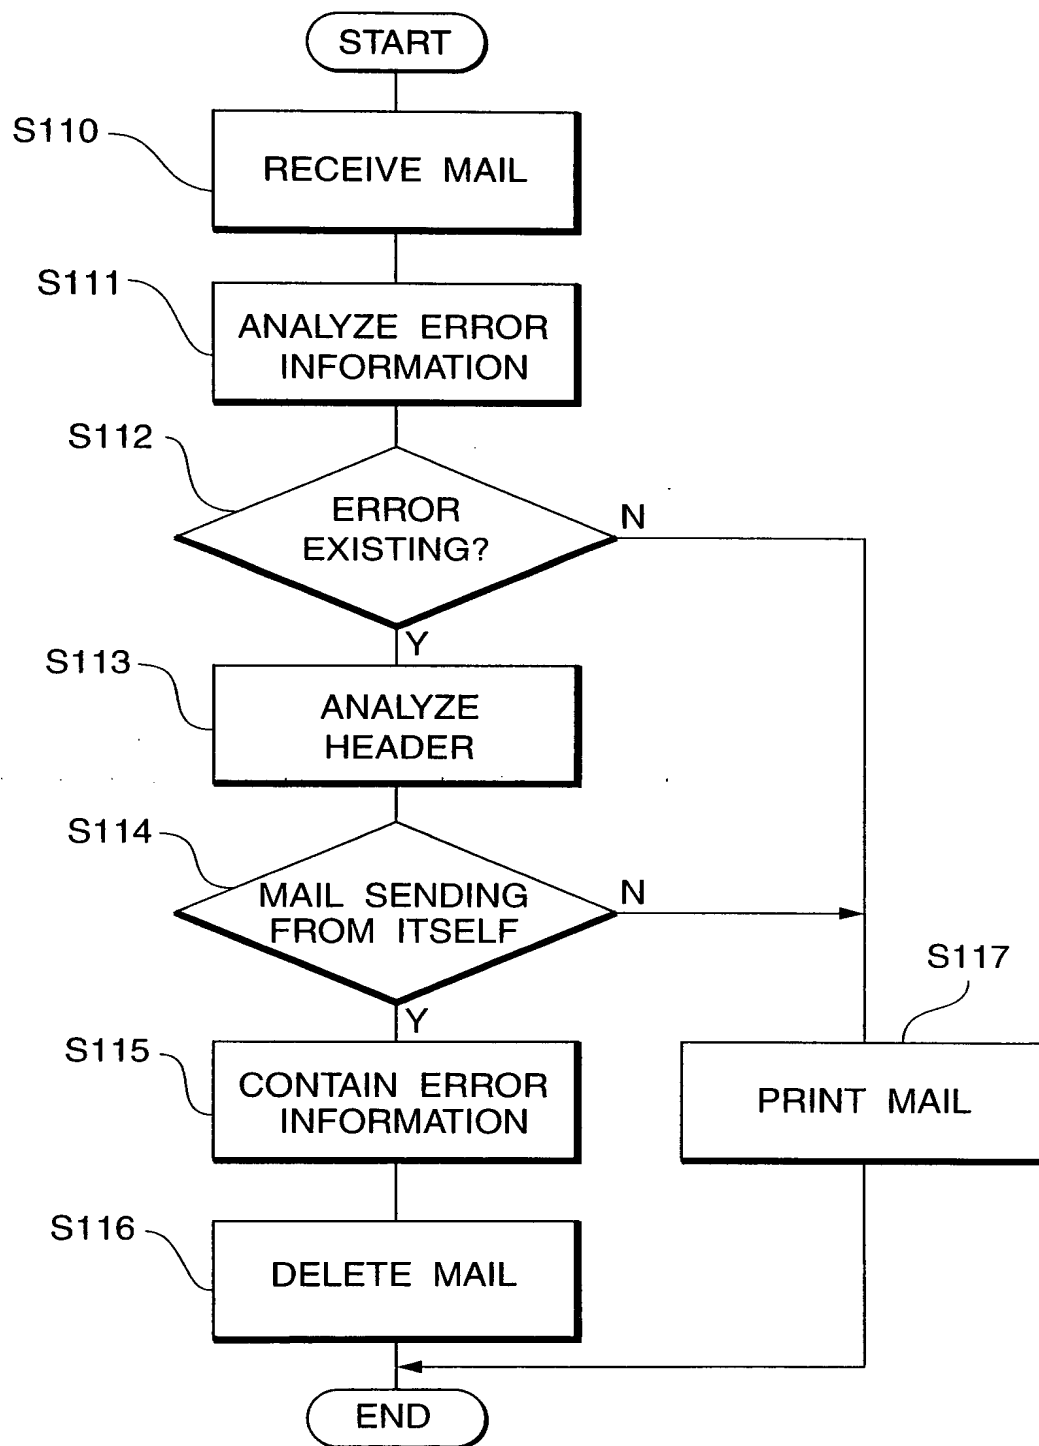 START
S110
RECEIVE MAIL
S111
ANALYZE ERROR
INFORMATION
S112
ERROR
EXISTING?
N
Y
S113
ANALYZE
HEADER
S114
MAIL SENDING
FROM ITSELF
N
Y
S117
S115
CONTAIN ERROR
INFORMATION
PRINT MAIL
S116
DELETE MAIL
END